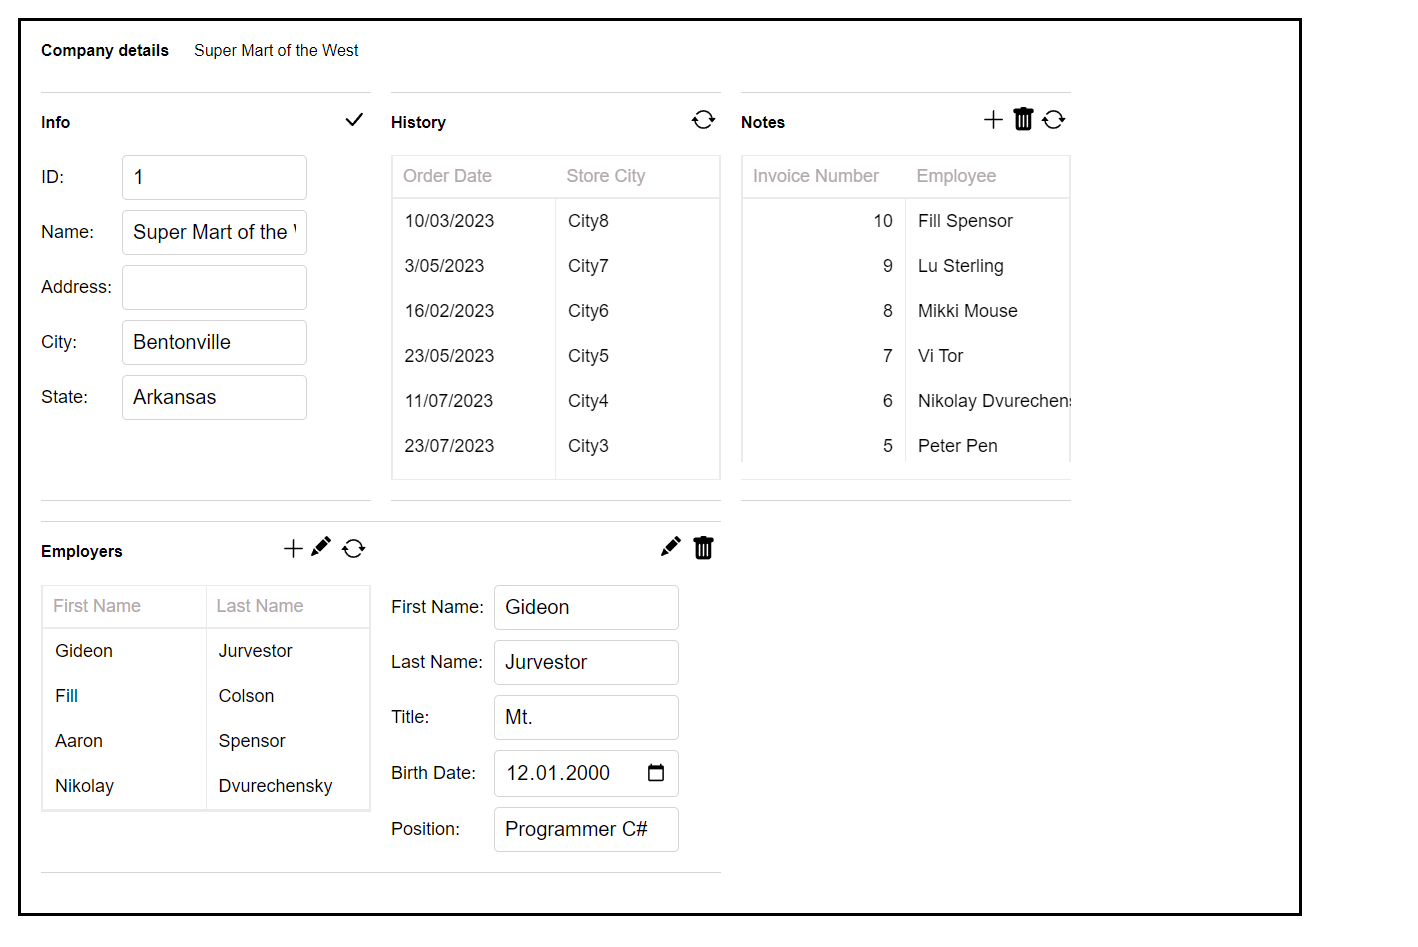 Company details Super Mart of the West
Info
ID: 1
Name: Super Mart of the
Address:
City: Bentonville
State: Arkansas
History
Order Date Store City
10/03/2023 City8
3/05/2023 City7
16/02/2023 City6
23/05/2023 City5
11/07/2023 City4
23/07/2023 City3
Notes
Invoice Number Employee
10 Fill Spensor
9 Lu Sterling
8 Mikki Mouse
7 Vi Tor
6 Nikolay Dvurechens
5 Peter Pen
Employers
First Name Last Name
Gideon Jurvestor
Fill Colson
Aaron Spensor
Nikolay Dvurechensky
First Name: Gideon
Last Name: Jurvestor
Title: Mt.
Birth Date: 12.01.2000
Position: Programmer C#